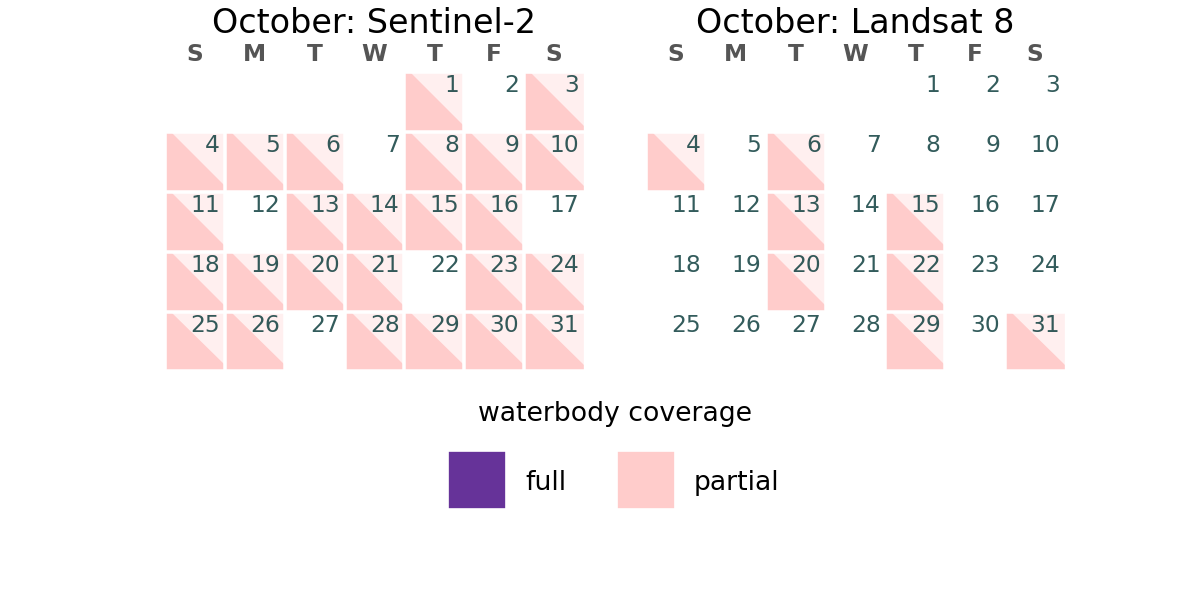 October: Sentinel-2
S M T W T F S
1 2 3
4 5 6 7 8 9 10
11 12 13 14 15 16 17
18 19 20 21 22 23 24
25 26 27 28 29 30 31
October: Landsat 8
S M T W T F S
1 2 3
4 5 6 7 8 9 10
11 12 13 14 15 16 17
18 19 20 21 22 23 24
25 26 27 28 29 30 31
waterbody coverage
full partial